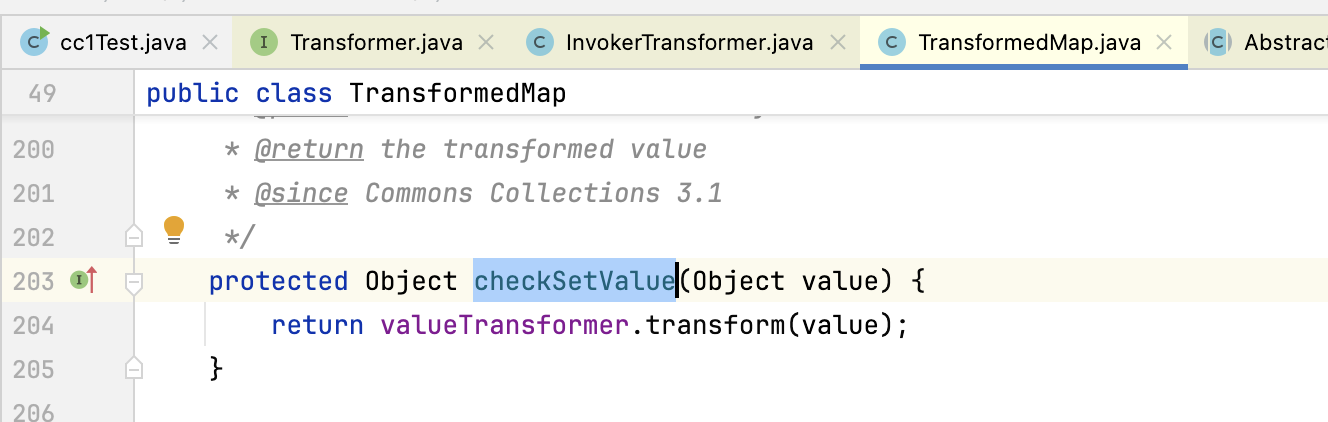 cc1Test.java Transformer.java InvokerTransformer.java TransformedMap.java Abstract
49 public class TransformedMap
200 * @return the transformed value
201 * @since Commons Collections 3.1
202 */
203 protected Object checkSetValue(Object value) {
204 return valueTransformer.transform(value);
205 }
206